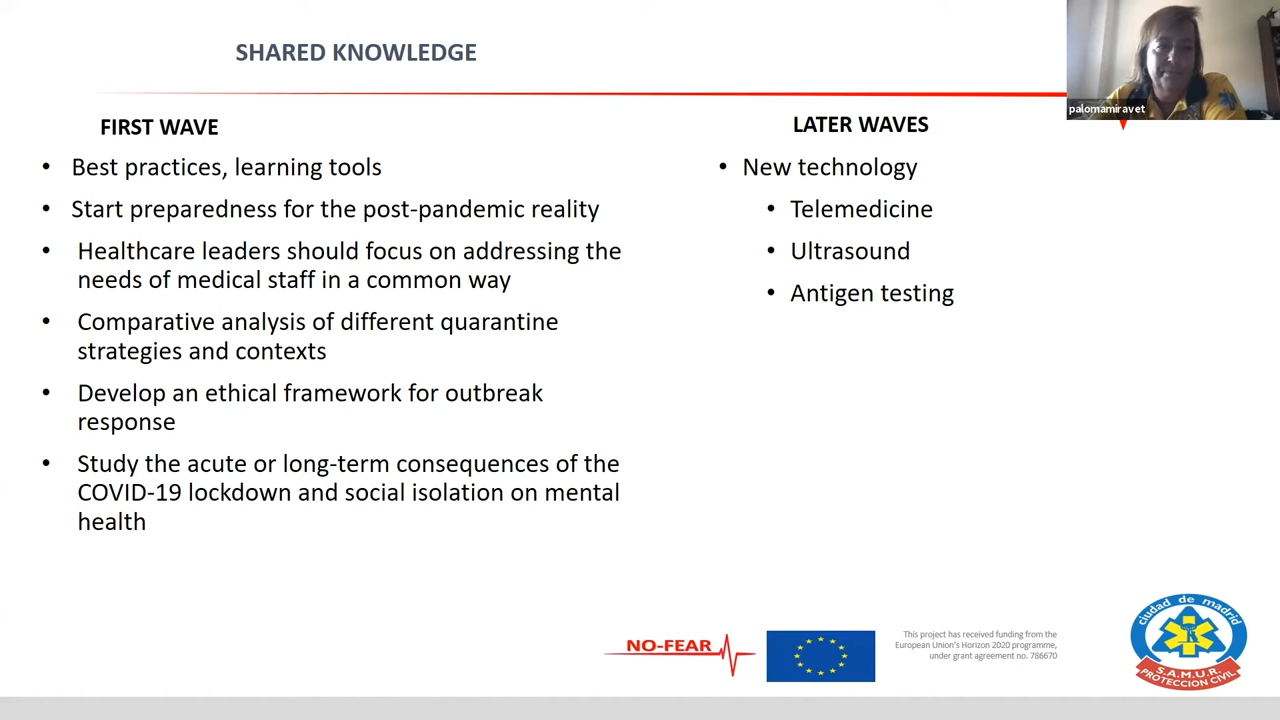 SHARED KNOWLEDGE
palomamiravet
FIRST WAVE
• Best practices, learning tools
• Start preparedness for the post-pandemic reality
• Healthcare leaders should focus on addressing the
needs of medical staff in a common way
• Comparative analysis of different quarantine
strategies and contexts
• Develop an ethical framework for outbreak
response
• Study the acute or long-term consequences of the
COVID-19 lockdown and social isolation on mental
health
LATER WAVES
• New technology
• Telemedicine
• Ultrasound
• Antigen testing
NO-FEAR
This project has received funding from the
European Union's Horizon 2020 programme,
under grant agreement no. 786670
ciudad de madrid
S.A.M.U.R.
PROTECCION CIVIL